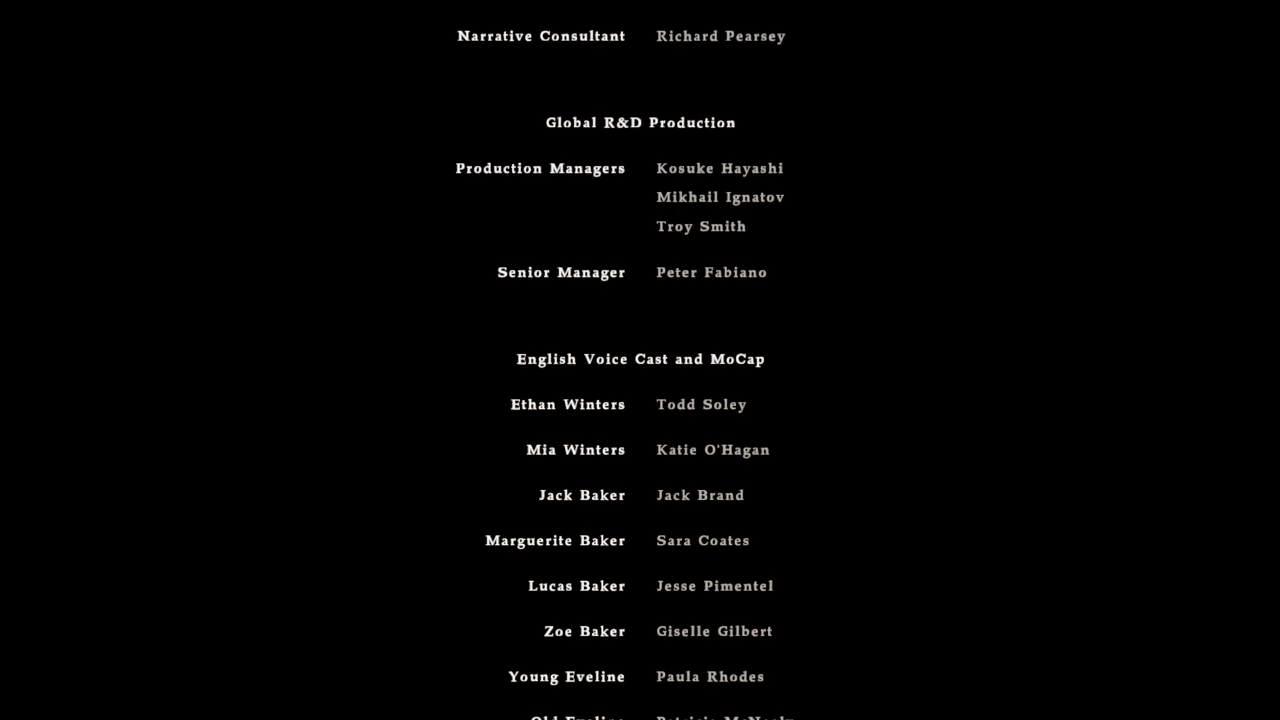 Narrative Consultant Richard Pearsey
Global R&D Production
Production Managers Kosuke Hayashi
Mikhail Ignatov
Troy Smith
Senior Manager Peter Fabiano
English Voice Cast and MoCap
Ethan Winters Todd Soley
Mia Winters Katie O'Hagan
Jack Baker Jack Brand
Marguerite Baker Sara Coates
Lucas Baker Jesse Pimentel
Zoe Baker Giselle Gilbert
Young Eveline Paula Rhodes